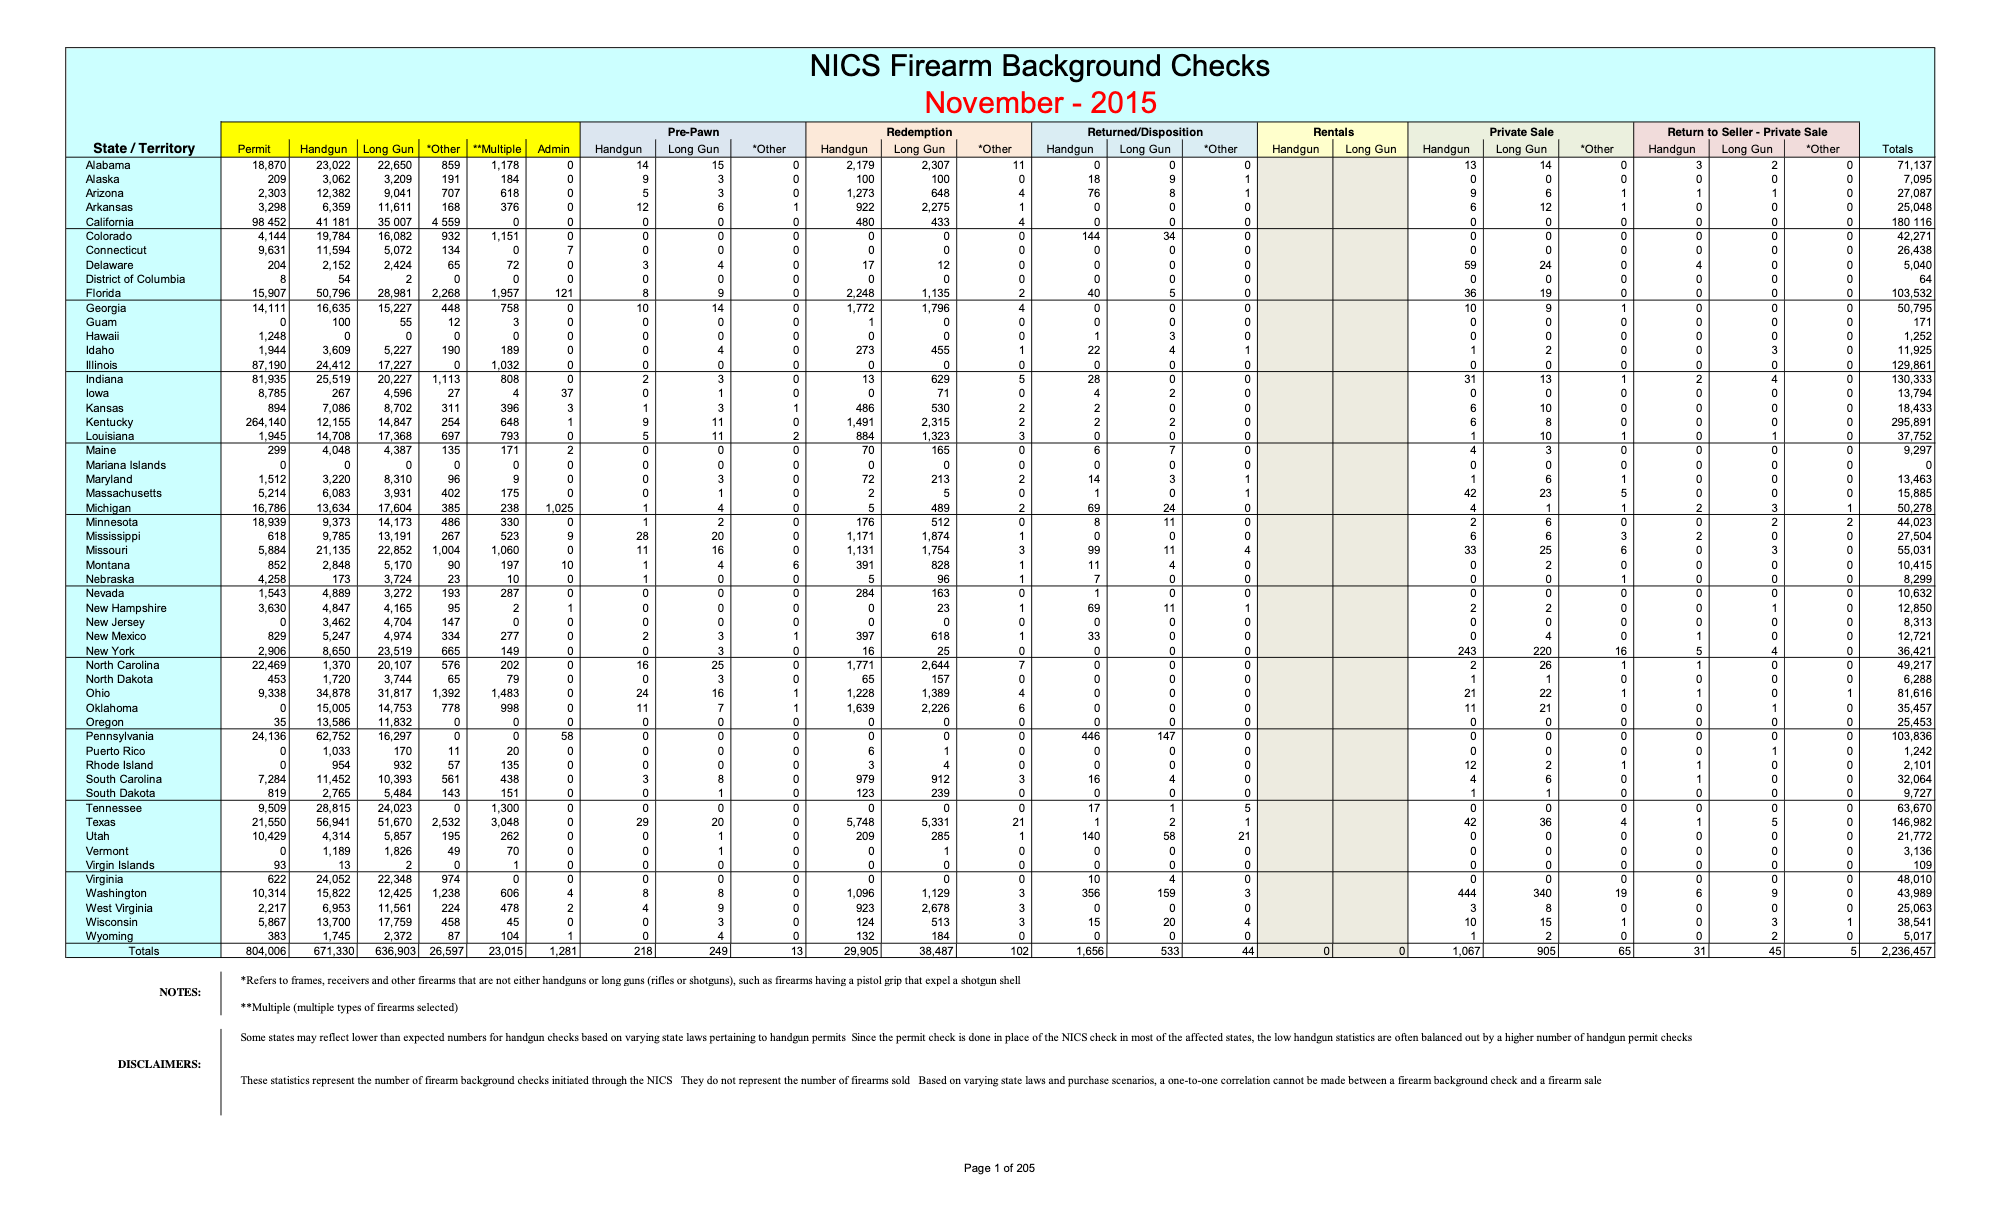 NICS Firearm Background Checks
November - 2015
Pre-Pawn Redemption Returned/Disposition Rentals Private Sale Return to Seller - Private Sale
State / Territory Permit Handgun Long Gun *Other **Multiple Admin Handgun Long Gun *Other Handgun Long Gun *Other Handgun Long Gun *Other Handgun Long Gun Handgun Long Gun *Other Handgun Long Gun *Other Totals
Alabama 18,870 23,022 22,650 859 1,178 0 14 15 0 2,179 2,307 11 0 0 0 13 14 0 3 2 0 71,137
Alaska 209 3,062 3,209 191 184 0 9 3 0 100 100 0 18 9 1 0 0 0 0 0 0 7,095
Arizona 2,303 12,382 9,041 707 618 0 5 3 0 1,273 648 4 76 8 1 9 6 1 1 1 0 27,087
Arkansas 3,298 6,359 11,611 168 376 0 12 6 1 922 2,275 1 0 0 0 6 12 1 0 0 0 25,048
California 98 452 41 181 35 007 4 559 0 0 0 0 0 480 433 4 0 0 0 0 0 0 0 0 0 180 116
Colorado 4,144 19,784 16,082 932 1,151 0 0 0 0 0 0 0 144 34 0 0 0 0 0 0 0 42,271
Connecticut 9,631 11,594 5,072 134 0 7 0 0 0 0 0 0 0 0 0 0 0 0 0 0 0 26,438
Delaware 204 2,152 2,424 65 72 0 3 4 0 17 12 0 0 0 0 59 24 0 4 0 0 5,040
District of Columbia 8 54 2 0 0 0 0 0 0 0 0 0 0 0 0 0 0 0 0 0 0 64
Florida 15,907 50,796 28,981 2,268 1,957 121 8 9 0 2,248 1,135 2 40 5 0 36 19 0 0 0 0 103,532
Georgia 14,111 16,635 15,227 448 758 0 10 14 0 1,772 1,796 4 0 0 0 10 9 1 0 0 0 50,795
Guam 0 100 55 12 3 0 0 0 0 1 0 0 0 0 0 0 0 0 0 0 0 171
Hawaii 1,248 0 0 0 0 0 0 0 0 0 0 0 1 3 0 0 0 0 0 0 0 1,252
Idaho 1,944 3,609 5,227 190 189 0 0 4 0 273 455 1 22 4 1 1 2 0 0 3 0 11,925
Illinois 87,190 24,412 17,227 0 1,032 0 0 0 0 0 0 0 0 0 0 0 0 0 0 0 0 129,861
Indiana 81,935 25,519 20,227 1,113 808 0 2 3 0 13 629 5 28 0 0 31 13 1 2 4 0 130,333
Iowa 8,785 267 4,596 27 4 37 0 1 0 0 71 0 4 2 0 0 0 0 0 0 0 13,794
Kansas 894 7,086 8,702 311 396 3 1 3 1 486 530 2 2 0 0 6 10 0 0 0 0 18,433
Kentucky 264,140 12,155 14,847 254 648 1 9 11 0 1,491 2,315 2 2 2 0 6 8 0 0 0 0 295,891
Louisiana 1,945 14,708 17,368 697 793 0 5 11 2 884 1,323 3 0 0 0 1 10 1 0 1 0 37,752
Maine 299 4,048 4,387 135 171 2 0 0 0 70 165 0 6 7 0 4 3 0 0 0 0 9,297
Mariana Islands 0 0 0 0 0 0 0 0 0 0 0 0 0 0 0 0 0 0 0 0 0 0
Maryland 1,512 3,220 8,310 96 9 0 0 3 0 72 213 2 14 3 1 1 6 1 0 0 0 13,463
Massachusetts 5,214 6,083 3,931 402 175 0 0 1 0 2 5 0 1 0 1 42 23 5 0 0 0 15,885
Michigan 16,786 13,634 17,604 385 238 1,025 1 4 0 5 489 2 69 24 0 4 1 1 2 3 1 50,278
Minnesota 18,939 9,373 14,173 486 330 0 1 2 0 176 512 0 8 11 0 2 6 0 0 2 2 44,023
Mississippi 618 9,785 13,191 267 523 9 28 20 0 1,171 1,874 1 0 0 0 6 6 3 2 0 0 27,504
Missouri 5,884 21,135 22,852 1,004 1,060 0 11 16 0 1,131 1,754 3 99 11 4 33 25 6 0 3 0 55,031
Montana 852 2,848 5,170 90 197 10 1 4 6 391 828 1 11 4 0 0 2 0 0 0 0 10,415
Nebraska 4,258 173 3,724 23 10 0 1 0 0 5 96 1 7 0 0 0 0 1 0 0 0 8,299
Nevada 1,543 4,889 3,272 193 287 0 0 0 0 284 163 0 1 0 0 0 0 0 0 0 0 10,632
New Hampshire 3,630 4,847 4,165 95 2 1 0 0 0 0 23 1 69 11 1 2 2 0 0 1 0 12,850
New Jersey 0 3,462 4,704 147 0 0 0 0 0 0 0 0 0 0 0 0 0 0 0 0 0 8,313
New Mexico 829 5,247 4,974 334 277 0 2 3 1 397 618 1 33 0 0 0 4 0 1 0 0 12,721
New York 2,906 8,650 23,519 665 149 0 0 3 0 16 25 0 0 0 0 243 220 16 5 4 0 36,421
North Carolina 22,469 1,370 20,107 576 202 0 16 25 0 1,771 2,644 7 0 0 0 2 26 1 1 0 0 49,217
North Dakota 453 1,720 3,744 65 79 0 0 3 0 65 157 0 0 0 0 1 1 0 0 0 0 6,288
Ohio 9,338 34,878 31,817 1,392 1,483 0 24 16 1 1,228 1,389 4 0 0 0 21 22 1 1 0 1 81,616
Oklahoma 0 15,005 14,753 778 998 0 11 7 1 1,639 2,226 6 0 0 0 11 21 0 0 1 0 35,457
Oregon 35 13,586 11,832 0 0 0 0 0 0 0 0 0 0 0 0 0 0 0 0 0 0 25,453
Pennsylvania 24,136 62,752 16,297 0 0 58 0 0 0 0 0 0 446 147 0 0 0 0 0 0 0 103,836
Puerto Rico 0 1,033 170 11 20 0 0 0 0 6 1 0 0 0 0 0 0 0 0 1 0 1,242
Rhode Island 0 954 932 57 135 0 0 0 0 3 4 0 0 0 0 12 2 1 1 0 0 2,101
South Carolina 7,284 11,452 10,393 561 438 0 3 8 0 979 912 3 16 4 0 4 6 0 1 0 0 32,064
South Dakota 819 2,765 5,484 143 151 0 0 1 0 123 239 0 0 0 0 1 1 0 0 0 0 9,727
Tennessee 9,509 28,815 24,023 0 1,300 0 0 0 0 0 0 0 17 1 5 0 0 0 0 0 0 63,670
Texas 21,550 56,941 51,670 2,532 3,048 0 29 20 0 5,748 5,331 21 1 2 1 42 36 4 1 5 0 146,982
Utah 10,429 4,314 5,857 195 262 0 0 1 0 209 285 1 140 58 21 0 0 0 0 0 0 21,772
Vermont 0 1,189 1,826 49 70 0 0 1 0 0 1 0 0 0 0 0 0 0 0 0 0 3,136
Virgin Islands 93 13 2 0 1 0 0 0 0 0 0 0 0 0 0 0 0 0 0 0 0 109
Virginia 622 24,052 22,348 974 0 0 0 0 0 0 0 0 10 4 0 0 0 0 0 0 0 48,010
Washington 10,314 15,822 12,425 1,238 606 4 8 8 0 1,096 1,129 3 356 159 3 444 340 19 6 9 0 43,989
West Virginia 2,217 6,953 11,561 224 478 2 4 9 0 923 2,678 3 0 0 0 3 8 0 0 0 0 25,063
Wisconsin 5,867 13,700 17,759 458 45 0 0 3 0 124 513 3 15 20 4 10 15 1 0 3 1 38,541
Wyoming 383 1,745 2,372 87 104 1 0 4 0 132 184 0 0 0 0 1 2 0 0 2 0 5,017
Totals 804,006 671,330 636,903 26,597 23,015 1,281 218 249 13 29,905 38,487 102 1,656 533 44 0 0 1,067 905 65 31 45 5 2,236,457
NOTES:
*Refers to frames, receivers and other firearms that are not either handguns or long guns (rifles or shotguns), such as firearms having a pistol grip that expel a shotgun shell
**Multiple (multiple types of firearms selected)
DISCLAIMERS:
Some states may reflect lower than expected numbers for handgun checks based on varying state laws pertaining to handgun permits Since the permit check is done in place of the NICS check in most of the affected states, the low handgun statistics are often balanced out by a higher number of handgun permit checks
These statistics represent the number of firearm background checks initiated through the NICS They do not represent the number of firearms sold Based on varying state laws and purchase scenarios, a one-to-one correlation cannot be made between a firearm background check and a firearm sale
Page 1 of 205